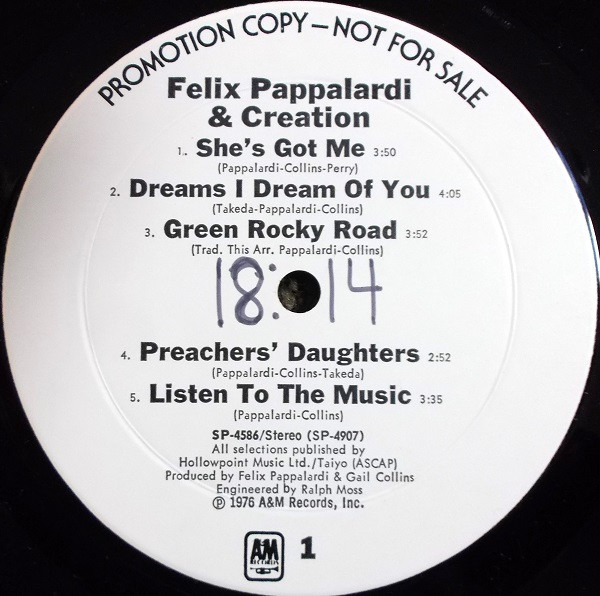 PROMOTION COPY—NOT FOR SALE
Felix Pappalardi
& Creation
1. She's Got Me 3:50
(Pappalardi-Collins-Perry)
2. Dreams I Dream Of You 4:05
(Takeda-Pappalardi-Collins)
3. Green Rocky Road 3:52
(Trad. This Arr. Pappalardi-Collins)
18:14
4. Preachers' Daughters 2:52
(Pappalardi-Collins-Takeda)
5. Listen To The Music 3:35
(Pappalardi-Collins)
SP-4586/Stereo (SP-4907)
All selections published by
Hollowpoint Music Ltd./Taiyo (ASCAP)
Produced by Felix Pappalardi & Gail Collins
Engineered by Ralph Moss
℗ 1976 A&M Records, Inc.
A&M RECORDS 1